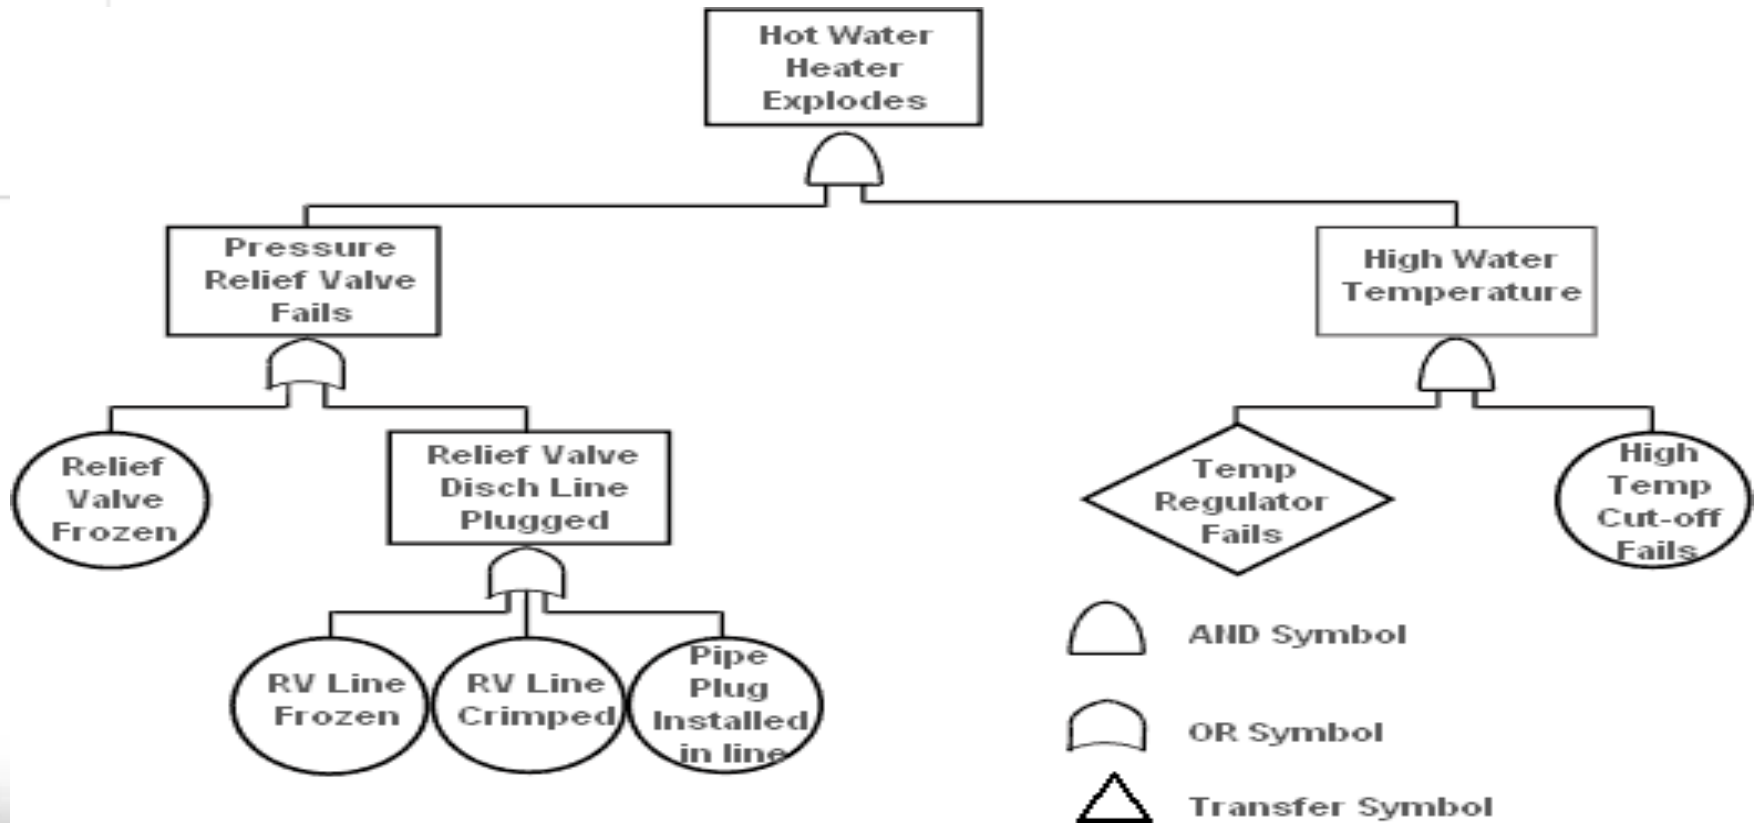 Hot Water
Heater
Explodes
Pressure
Relief Valve
Fails
High Water
Temperature
Relief
Valve
Frozen
Relief Valve
Disch Line
Plugged
Temp
Regulator
Fails
High
Temp
Cut-off
Fails
RV Line
Frozen
RV Line
Crimped
Pipe
Plug
Installed
in line
AND Symbol
OR Symbol
Transfer Symbol